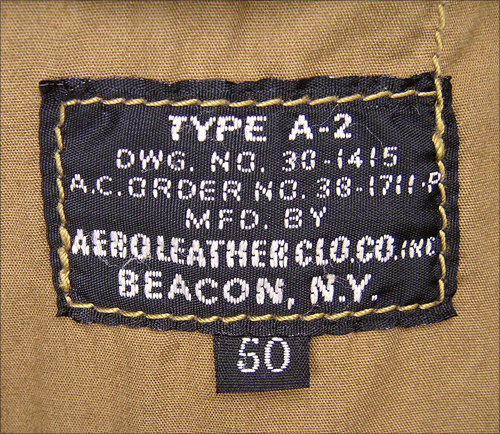 TYPE A-2
DWG. NO. 30-1415
A.C.ORDER NO. 38-1711-P
MFD. BY
AERO LEATHER CLO.CO.,INC
BEACON, N.Y.
50